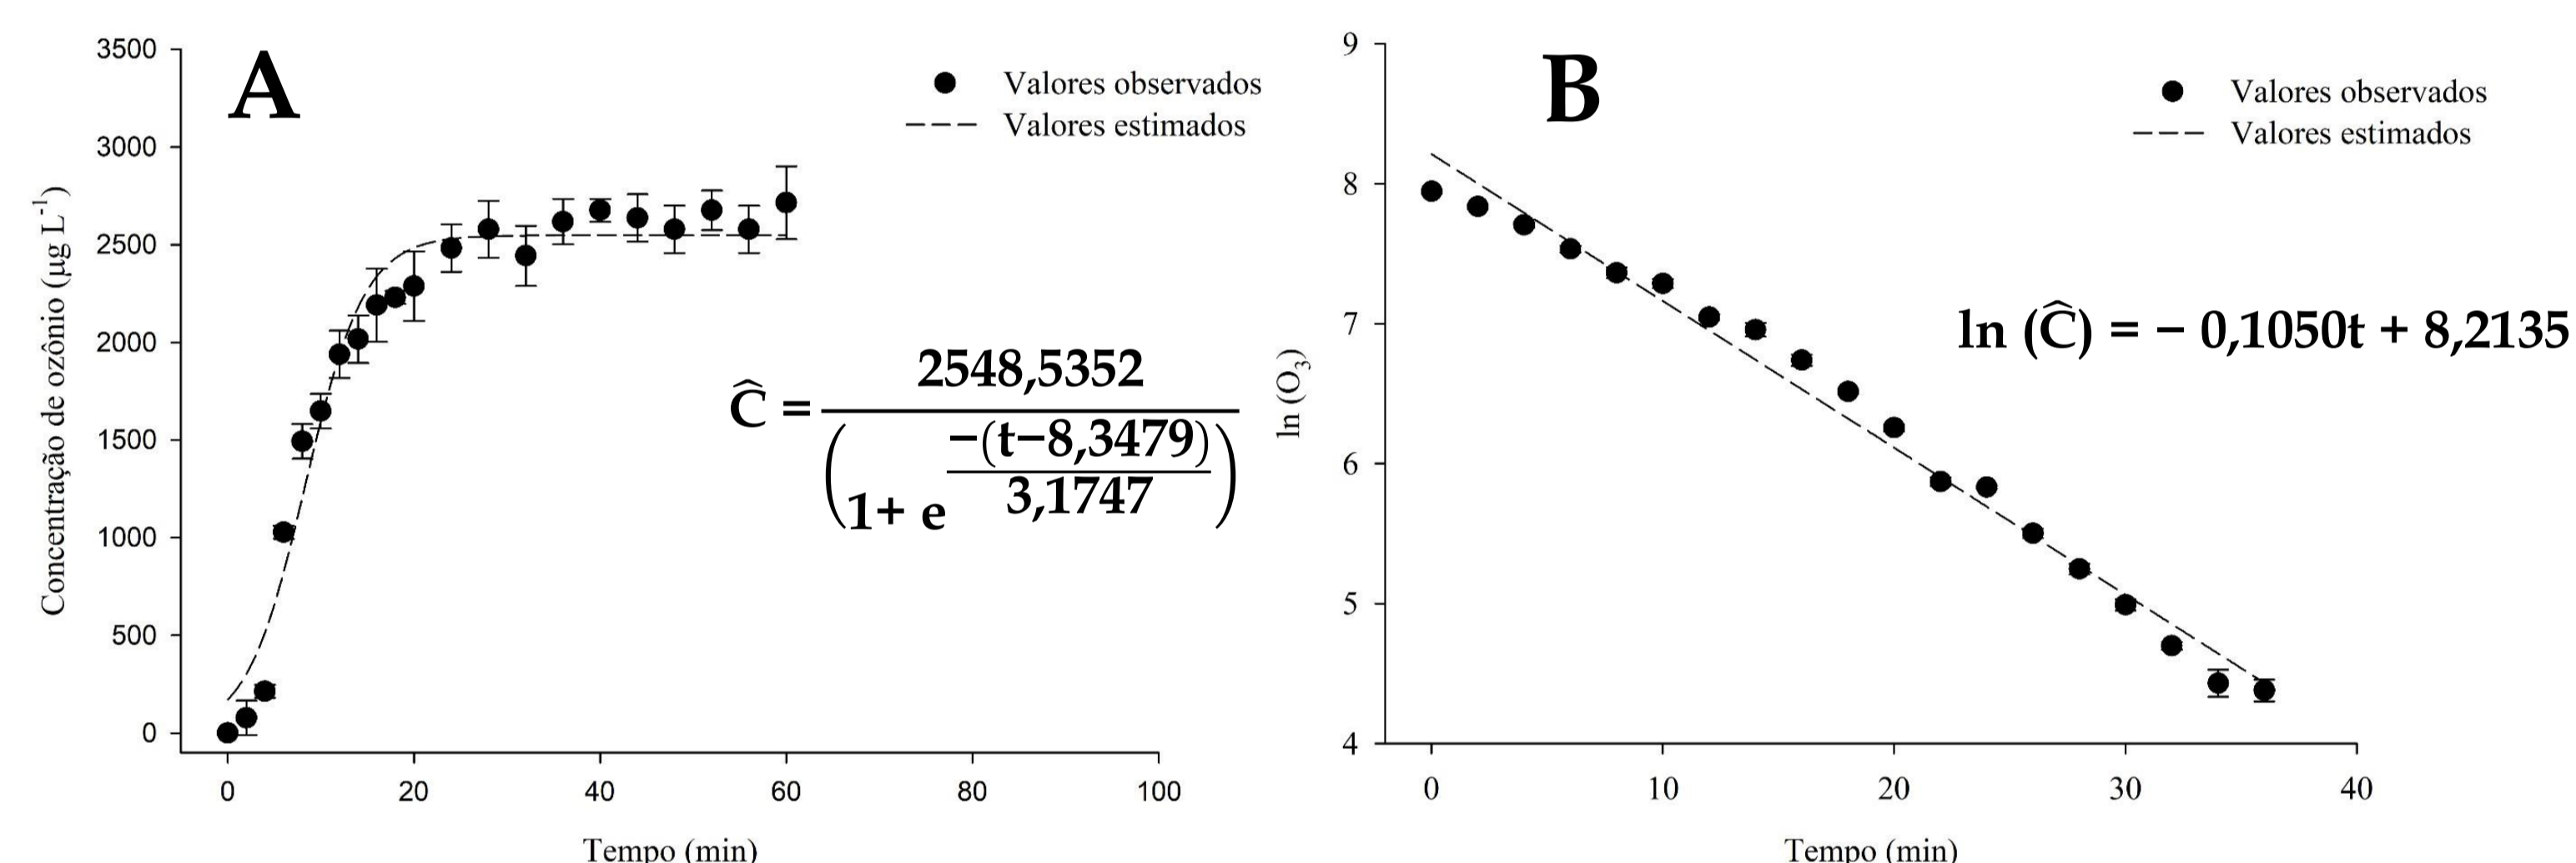 A
Valores observados
Valores estimados
Concentração de ozônio (µg L⁻¹)
3500
3000
2500
2000
1500
1000
500
0
Ĉ = 2548,5352 / (1+ e^(−(t−8,3479) / 3,1747))
0 20 40 60 80 100
Tempo (min)
B
Valores observados
Valores estimados
ln (O₃)
9
8
7
6
5
4
ln (Ĉ) = − 0,1050t + 8,2135
0 10 20 30 40
Tempo (min)